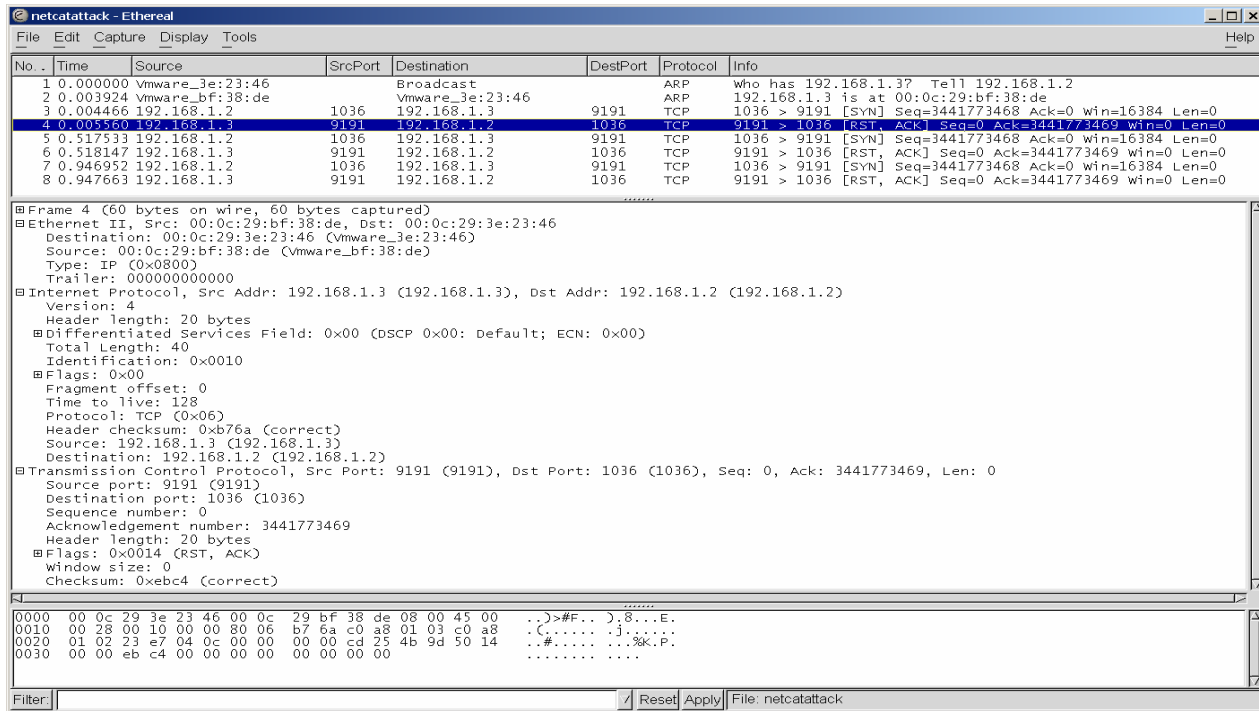 netcatattack - Ethereal
File Edit Capture Display Tools Help
No. . Time Source SrcPort Destination DestPort Protocol Info
1 0.000000 Vmware_3e:23:46 Broadcast ARP Who has 192.168.1.3? Tell 192.168.1.2
2 0.003924 Vmware_bf:38:de Vmware_3e:23:46 ARP 192.168.1.3 is at 00:0c:29:bf:38:de
3 0.004466 192.168.1.2 1036 192.168.1.3 9191 TCP 1036 > 9191 [SYN] Seq=3441773468 Ack=0 Win=16384 Len=0
4 0.005560 192.168.1.3 9191 192.168.1.2 1036 TCP 9191 > 1036 [RST, ACK] Seq=0 Ack=3441773469 Win=0 Len=0
5 0.517533 192.168.1.2 1036 192.168.1.3 9191 TCP 1036 > 9191 [SYN] Seq=3441773468 Ack=0 Win=16384 Len=0
6 0.518147 192.168.1.3 9191 192.168.1.2 1036 TCP 9191 > 1036 [RST, ACK] Seq=0 Ack=3441773469 Win=0 Len=0
7 0.946952 192.168.1.2 1036 192.168.1.3 9191 TCP 1036 > 9191 [SYN] Seq=3441773468 Ack=0 Win=16384 Len=0
8 0.947663 192.168.1.3 9191 192.168.1.2 1036 TCP 9191 > 1036 [RST, ACK] Seq=0 Ack=3441773469 Win=0 Len=0
Frame 4 (60 bytes on wire, 60 bytes captured)
Ethernet II, Src: 00:0c:29:bf:38:de, Dst: 00:0c:29:3e:23:46
Destination: 00:0c:29:3e:23:46 (Vmware_3e:23:46)
Source: 00:0c:29:bf:38:de (Vmware_bf:38:de)
Type: IP (0x0800)
Trailer: 000000000000
Internet Protocol, Src Addr: 192.168.1.3 (192.168.1.3), Dst Addr: 192.168.1.2 (192.168.1.2)
Version: 4
Header length: 20 bytes
Differentiated Services Field: 0x00 (DSCP 0x00: Default; ECN: 0x00)
Total Length: 40
Identification: 0x0010
Flags: 0x00
Fragment offset: 0
Time to live: 128
Protocol: TCP (0x06)
Header checksum: 0xb76a (correct)
Source: 192.168.1.3 (192.168.1.3)
Destination: 192.168.1.2 (192.168.1.2)
Transmission Control Protocol, Src Port: 9191 (9191), Dst Port: 1036 (1036), Seq: 0, Ack: 3441773469, Len: 0
Source port: 9191 (9191)
Destination port: 1036 (1036)
Sequence number: 0
Acknowledgement number: 3441773469
Header length: 20 bytes
Flags: 0x0014 (RST, ACK)
Window size: 0
Checksum: 0xebc4 (correct)
0000 00 0c 29 3e 23 46 00 0c 29 bf 38 de 08 00 45 00 ..)>#F.. ).8...E.
0010 00 28 00 10 00 00 80 06 b7 6a c0 a8 01 03 c0 a8 .(...... .j......
0020 01 02 23 e7 04 0c 00 00 00 00 cd 25 4b 9d 50 14 ..#..... ...%K.P.
0030 00 00 eb c4 00 00 00 00 00 00 00 00 ........ ....
Filter: / Reset Apply File: netcatattack